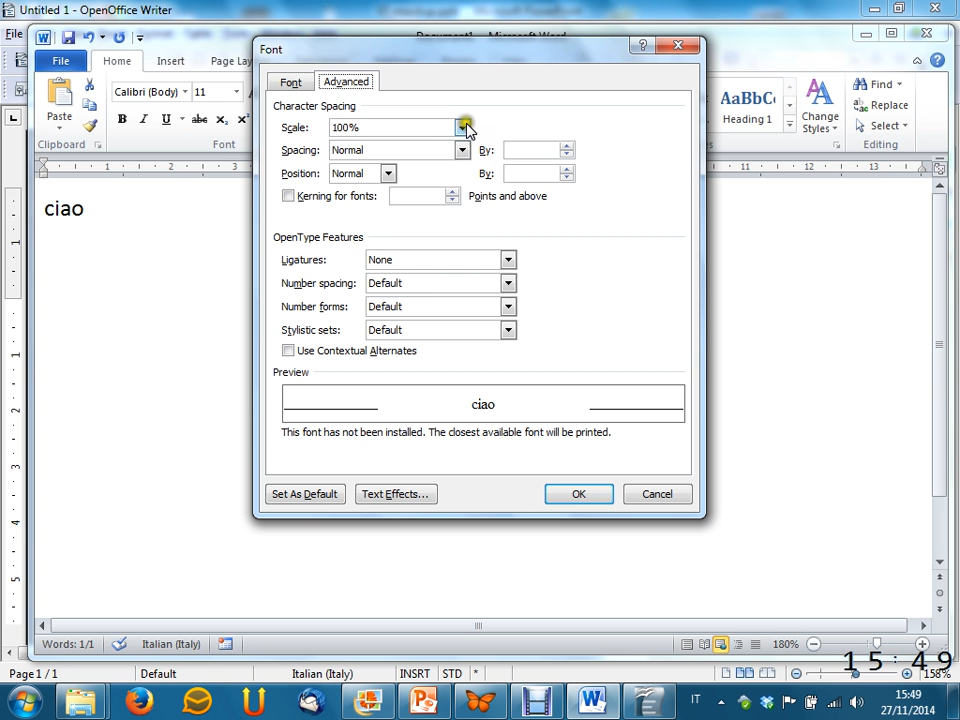 Untitled 1 - OpenOffice Writer
File
File Home Insert Page Lay
Paste
Clipboard
Calibri (Body) 11
B I U abc x₂ x²
Font
AaBbCc
Heading 1
Change
Styles
Find
Replace
Select
Editing
ciao
Font
Font Advanced
Character Spacing
Scale: 100%
Spacing: Normal By:
Position: Normal By:
Kerning for fonts: Points and above
OpenType Features
Ligatures: None
Number spacing: Default
Number forms: Default
Stylistic sets: Default
Use Contextual Alternates
Preview
ciao
This font has not been installed. The closest available font will be printed.
Set As Default Text Effects... OK Cancel
Words: 1/1 Italian (Italy) 180%
15:49
Page 1 / 1 Default Italian (Italy) INSRT STD * 158%
IT 15:49
27/11/2014